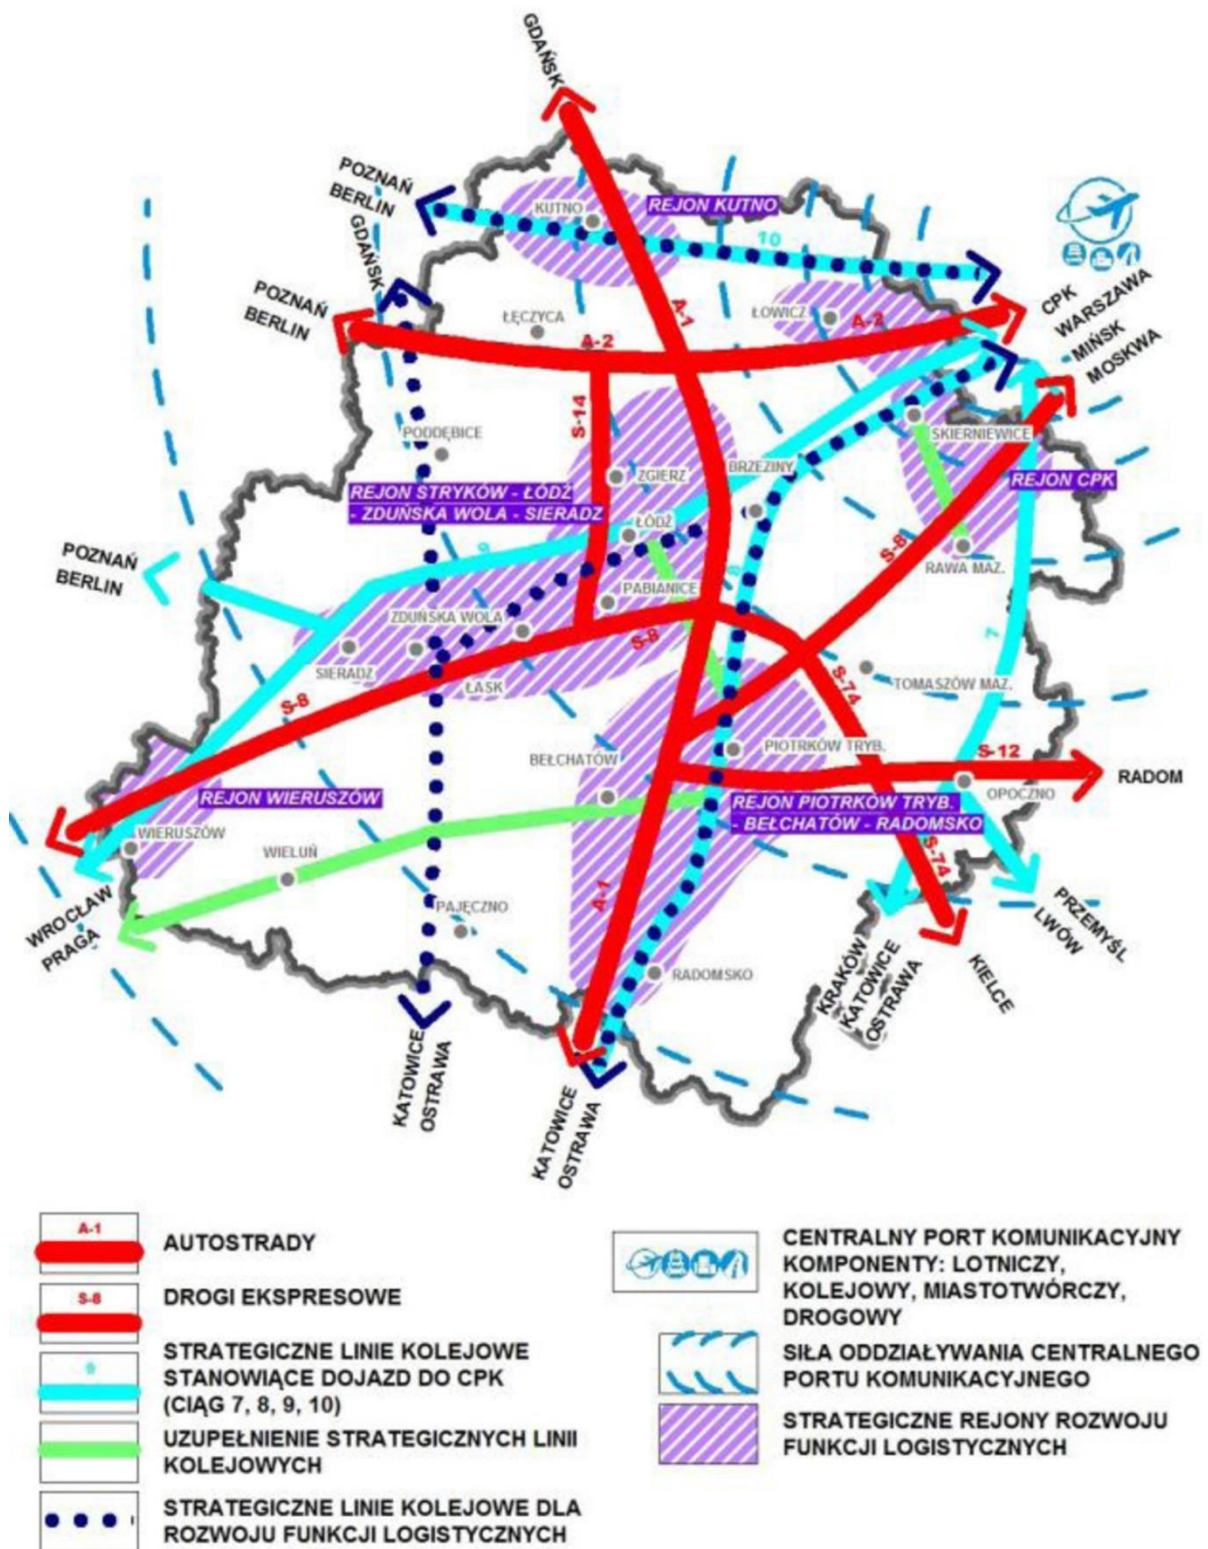 GDAŃSK
POZNAŃ
BERLIN
GDAŃSK
KUTNO
REJON KUTNO
10
POZNAŃ
BERLIN
ŁĘCZYCA
A-1
ŁOWICZ
A-2
A-2
CPK
WARSZAWA
MIŃSK
MOSKWA
S-14
PODDĘBICE
SKIERNIEWICE
BRZEZINY
ZGIERZ
REJON CPK
REJON STRYKÓW - ŁÓDŹ
- ZDUŃSKA WOLA - SIERADZ
ŁÓDŹ
9
S-8
POZNAŃ
BERLIN
8
RAWA MAZ.
PABIANICE
ZDUŃSKA WOLA
S-8
7
SIERADZ
ŁASK
S-74
TOMASZÓW MAZ.
S-8
BEŁCHATÓW
PIOTRKÓW TRYB.
S-12
RADOM
OPOCZNO
REJON WIERUSZÓW
REJON PIOTRKÓW TRYB.
- BEŁCHATÓW - RADOMSKO
WIERUSZÓW
WIELUŃ
S-74
A-1
PAJĘCZNO
WROCŁAW
PRAGA
PRZEMYŚL
LWÓW
RADOMSKO
KRAKÓW
KATOWICE
OSTRAWA
KIELCE
KATOWICE
OSTRAWA
KATOWICE
OSTRAWA
A-1
AUTOSTRADY
S-8
DROGI EKSPRESOWE
STRATEGICZNE LINIE KOLEJOWE
STANOWIĄCE DOJAZD DO CPK
(CIĄG 7, 8, 9, 10)
UZUPEŁNIENIE STRATEGICZNYCH LINII
KOLEJOWYCH
STRATEGICZNE LINIE KOLEJOWE DLA
ROZWOJU FUNKCJI LOGISTYCZNYCH
CENTRALNY PORT KOMUNIKACYJNY
KOMPONENTY: LOTNICZY,
KOLEJOWY, MIASTOTWÓRCZY,
DROGOWY
SIŁA ODDZIAŁYWANIA CENTRALNEGO
PORTU KOMUNIKACYJNEGO
STRATEGICZNE REJONY ROZWOJU
FUNKCJI LOGISTYCZNYCH